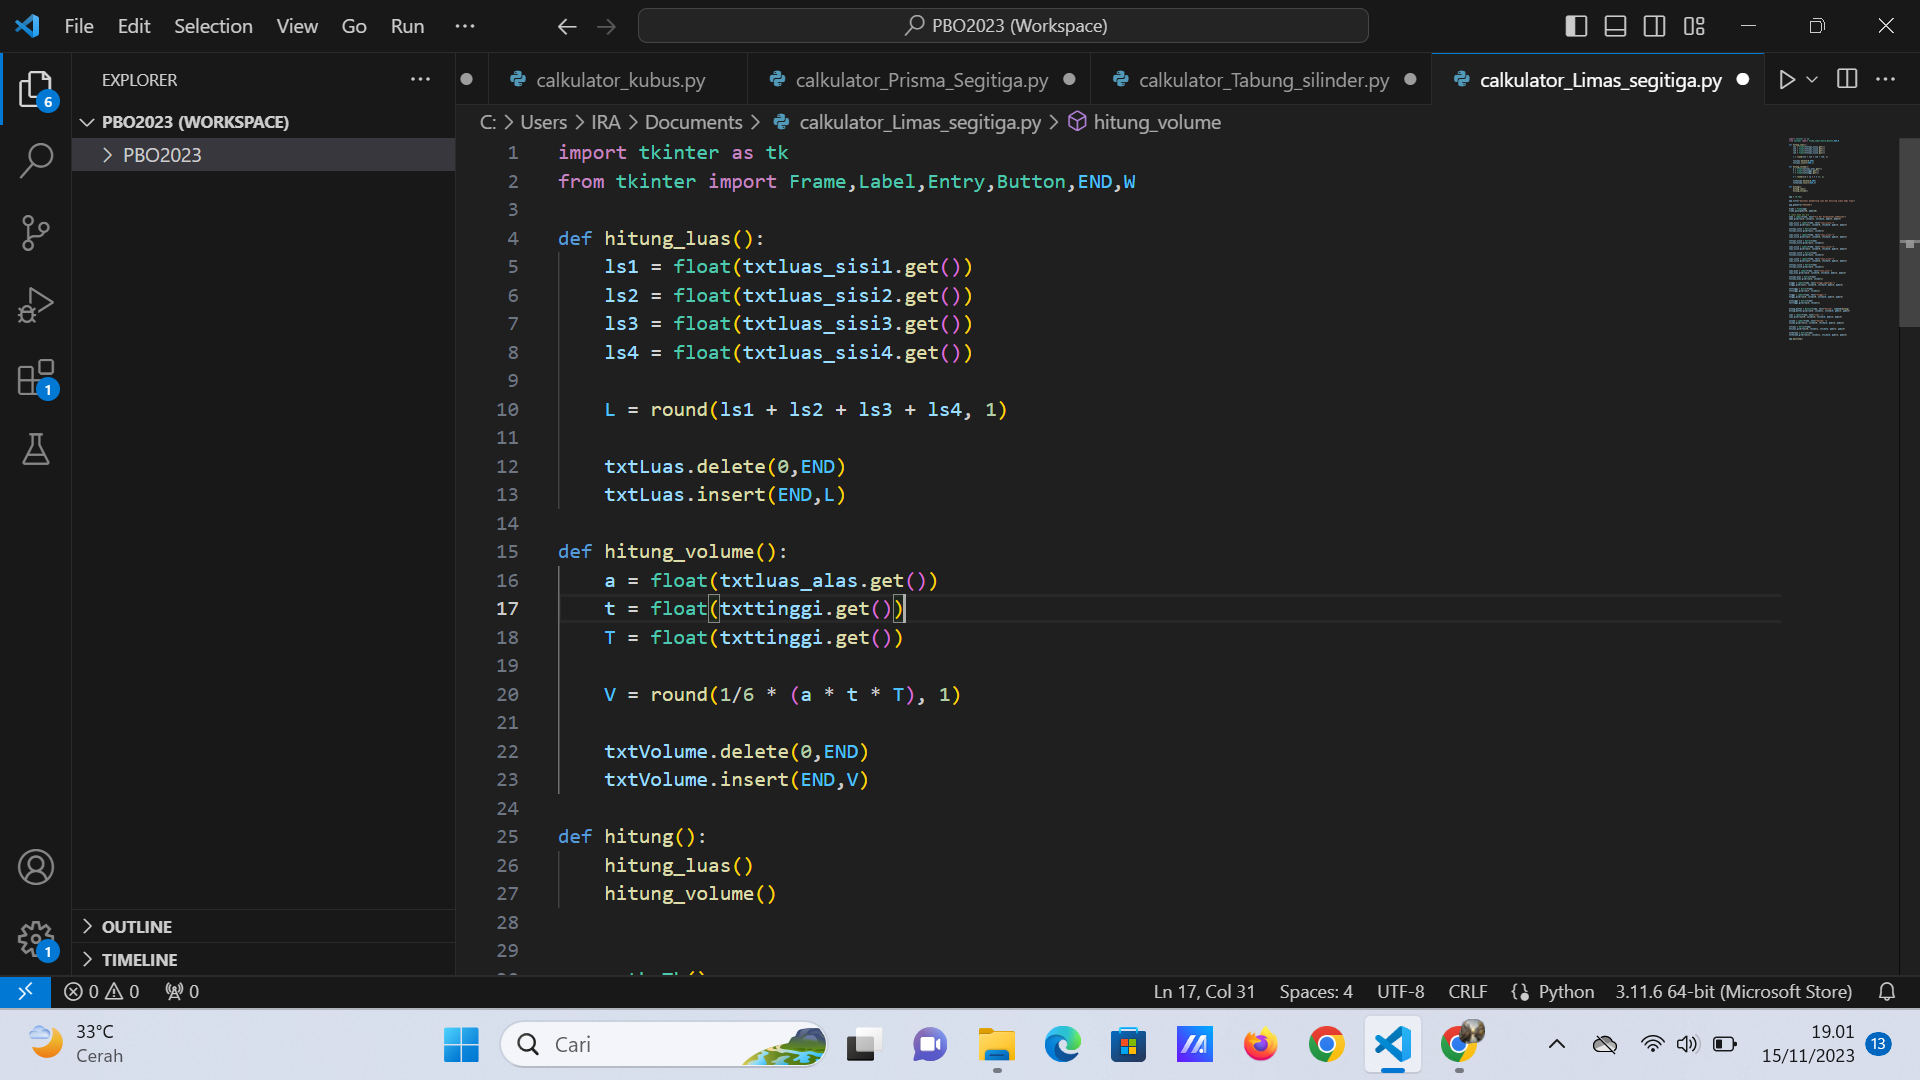 File Edit Selection View Go Run ... PBO2023 (Workspace)
EXPLORER ...
calkulator_kubus.py calkulator_Prisma_Segitiga.py calkulator_Tabung_silinder.py calkulator_Limas_segitiga.py
PBO2023 (WORKSPACE)
PBO2023
C: > Users > IRA > Documents > calkulator_Limas_segitiga.py > hitung_volume
1 import tkinter as tk
2 from tkinter import Frame,Label,Entry,Button,END,W
3
4 def hitung_luas():
5     ls1 = float(txtluas_sisi1.get())
6     ls2 = float(txtluas_sisi2.get())
7     ls3 = float(txtluas_sisi3.get())
8     ls4 = float(txtluas_sisi4.get())
9
10     L = round(ls1 + ls2 + ls3 + ls4, 1)
11
12     txtLuas.delete(0,END)
13     txtLuas.insert(END,L)
14
15 def hitung_volume():
16     a = float(txtluas_alas.get())
17     t = float(txttinggi.get())
18     T = float(txttinggi.get())
19
20     V = round(1/6 * (a * t * T), 1)
21
22     txtVolume.delete(0,END)
23     txtVolume.insert(END,V)
24
25 def hitung():
26     hitung_luas()
27     hitung_volume()
28
29
6
1
1
OUTLINE
TIMELINE
0 0 0 Ln 17, Col 31 Spaces: 4 UTF-8 CRLF Python 3.11.6 64-bit (Microsoft Store)
33°C
Cerah
Cari
19.01
15/11/2023
13